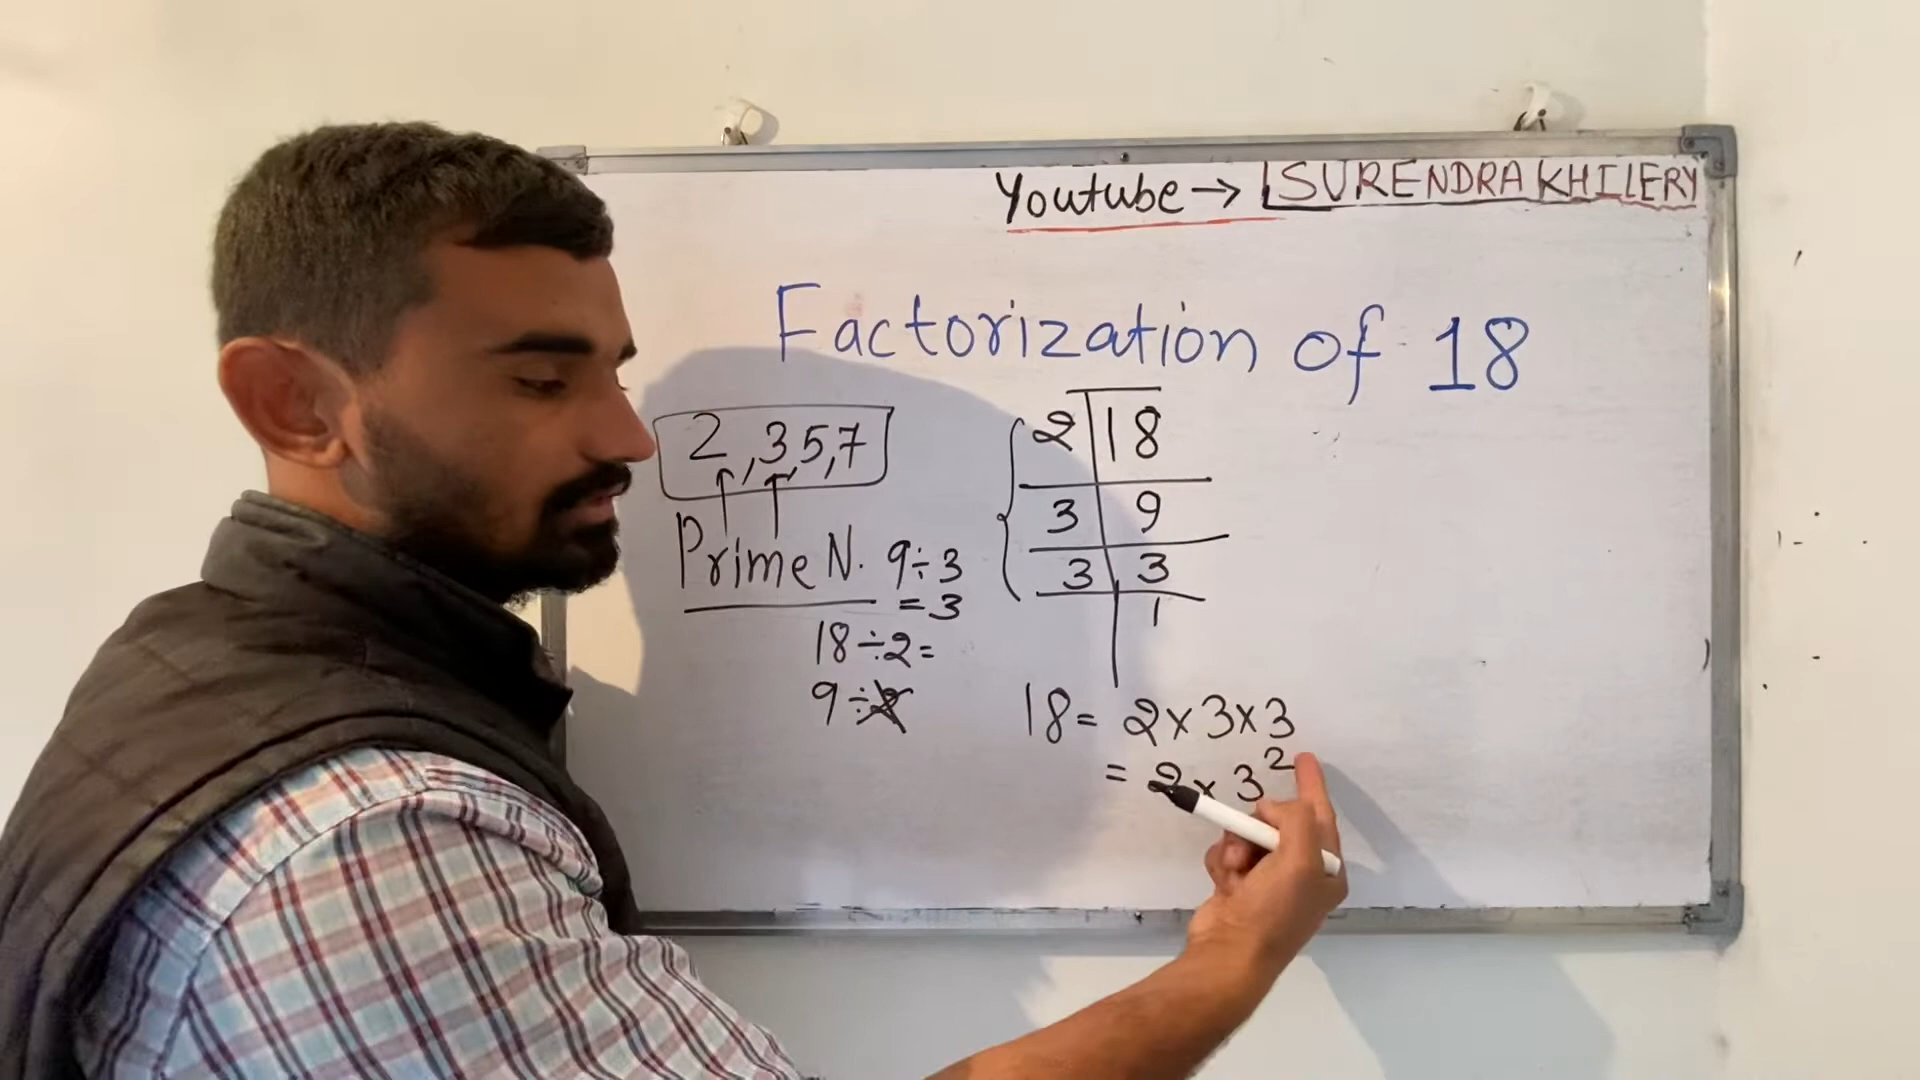 Youtube → SURENDRA KHILERY
Factorization of 18
2, 3, 5, 7
Prime N.
9÷3
=3
18÷2=
9÷2
2 | 18
3 | 9
3 | 3
1
18= 2×3×3
= 2×3²